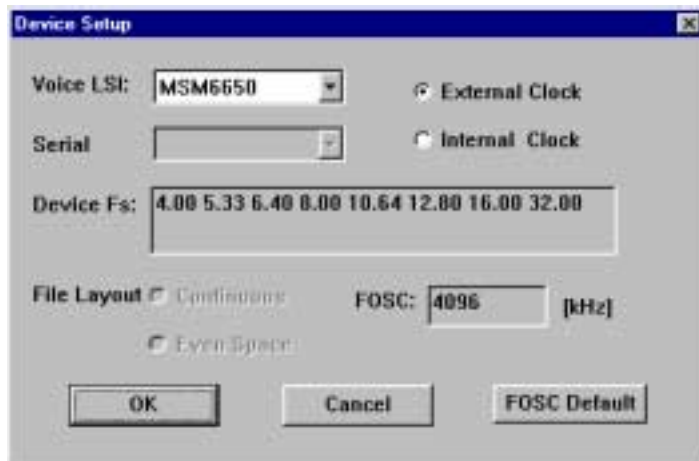 Device Setup
Voice LSI: MSM6650 External Clock
Serial Internal Clock
Device Fs: 4.00 5.33 6.40 8.00 10.64 12.80 16.00 32.00
File Layout Continuous FOSC: 4096 [kHz]
Even Space
OK Cancel FOSC Default